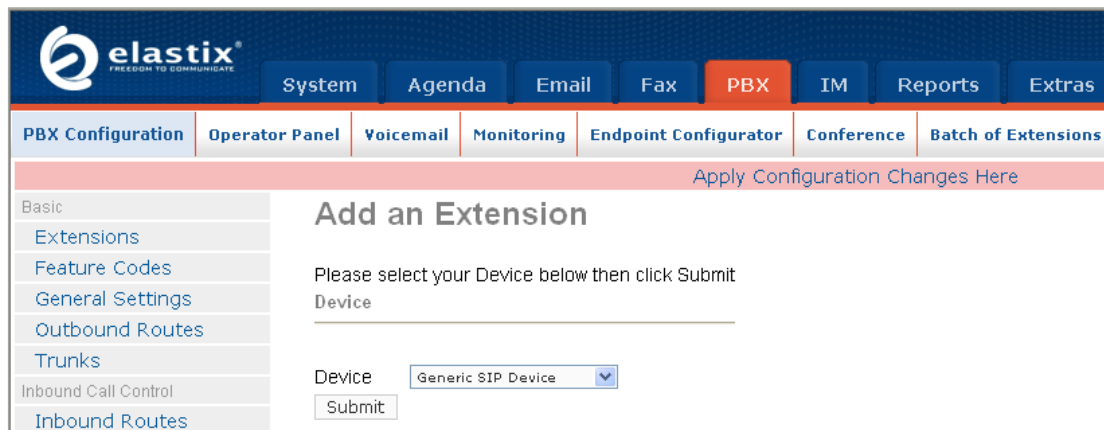 elastix®
FREEDOM TO COMMUNICATE
System Agenda Email Fax PBX IM Reports Extras
PBX Configuration Operator Panel Voicemail Monitoring Endpoint Configurator Conference Batch of Extensions
Apply Configuration Changes Here
Basic
Extensions
Feature Codes
General Settings
Outbound Routes
Trunks
Inbound Call Control
Inbound Routes
Add an Extension
Please select your Device below then click Submit
Device
Device Generic SIP Device
Submit